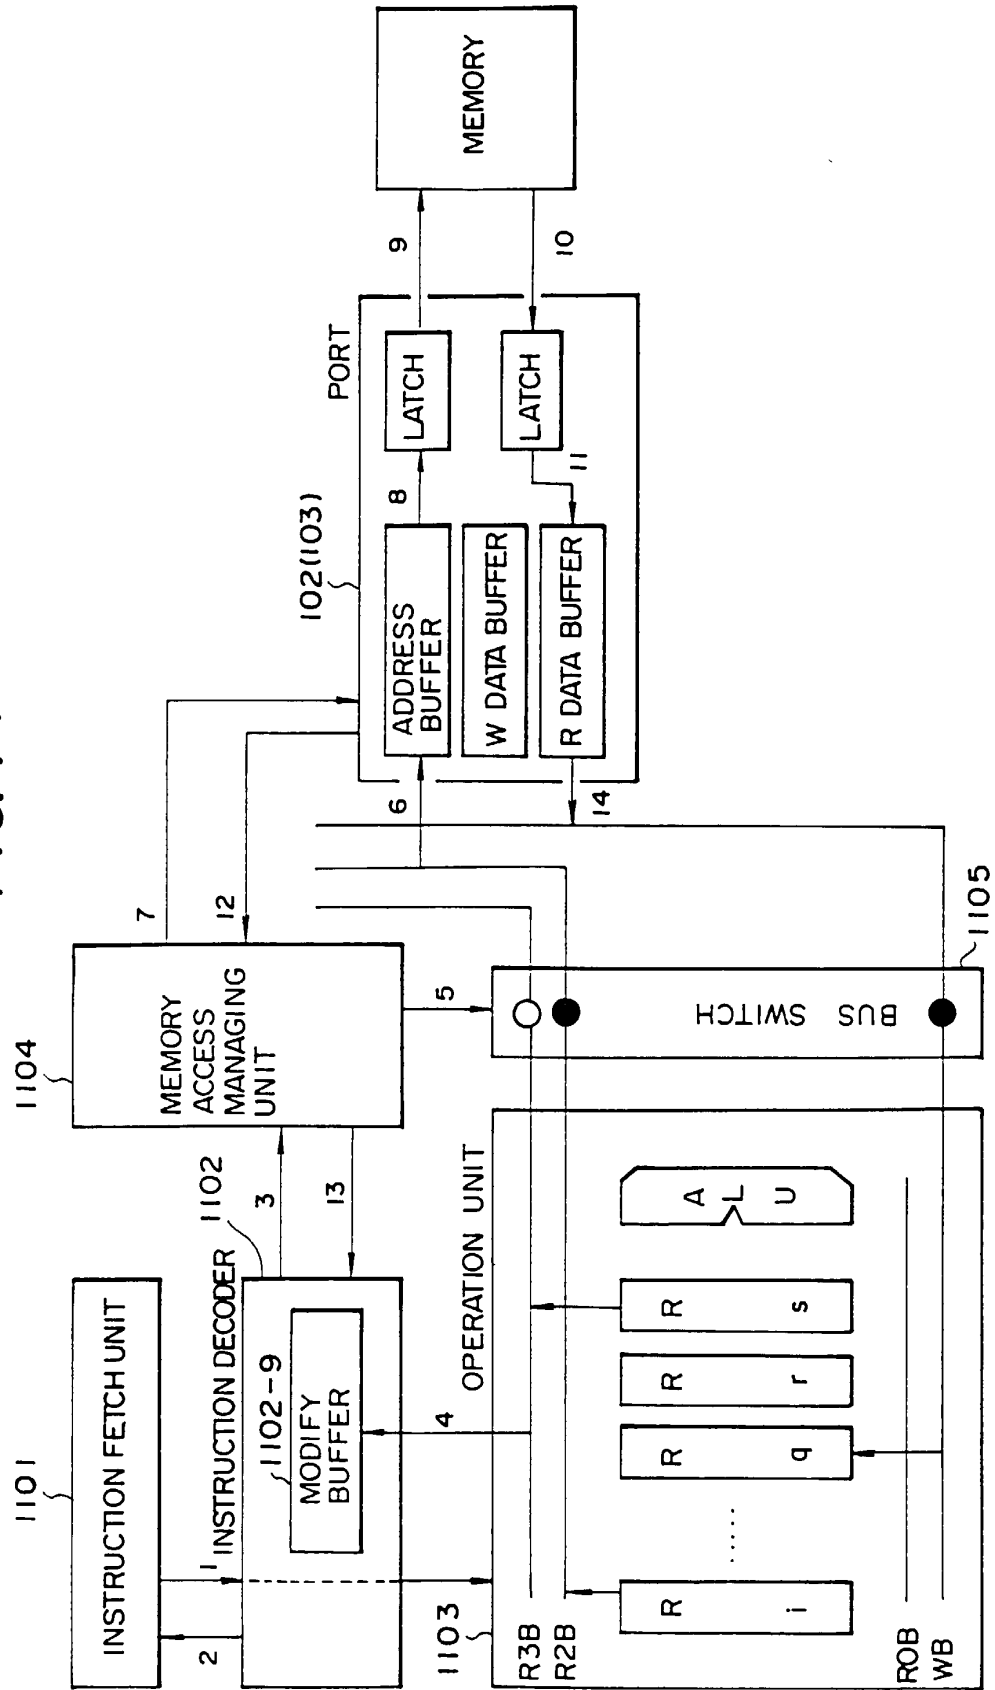 1101
INSTRUCTION FETCH UNIT
2
1
INSTRUCTION DECODER
1102
1102-9
MODIFY
BUFFER
3
13
4
1104
MEMORY
ACCESS
MANAGING
UNIT
7
12
5
1103
OPERATION UNIT
R3B
R2B
R0B
WB
R i
......
R q
R r
R s
ALU
BUS SWITCH
1105
6
14
102(103)
PORT
ADDRESS
BUFFER
W DATA BUFFER
R DATA BUFFER
8
11
LATCH
LATCH
9
10
MEMORY